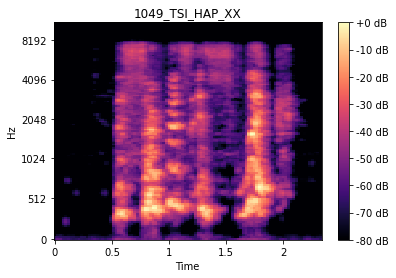 1049_TSI_HAP_XX
+0 dB
8192
-10 dB
4096
-20 dB
-30 dB
2048
Hz
-40 dB
1024
-50 dB
512
-60 dB
-70 dB
0
-80 dB
0 0.5 1 1.5 2
Time